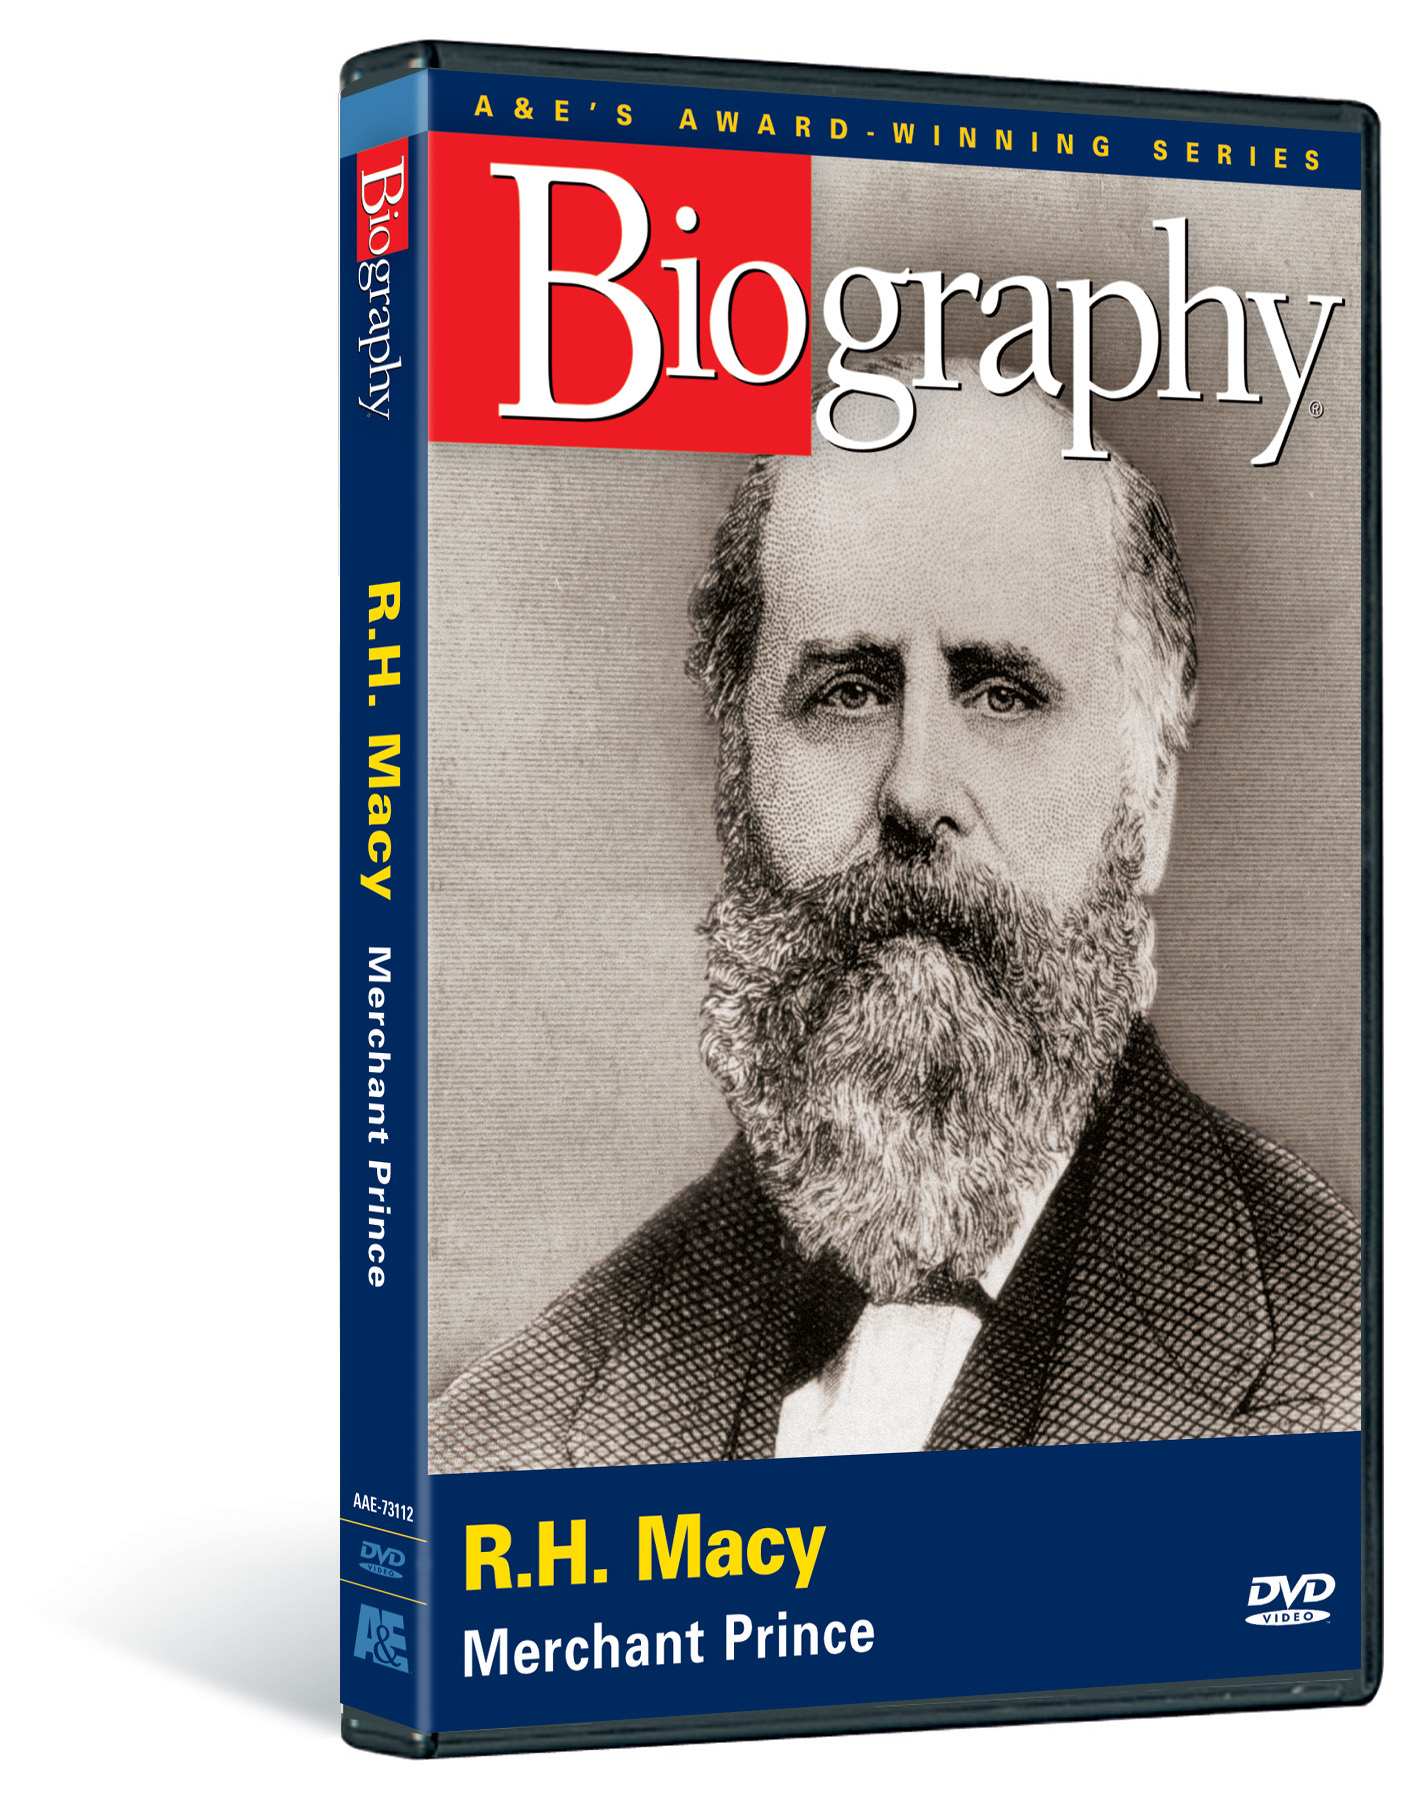 A&E'S AWARD-WINNING SERIES
Biography®
R.H. Macy
Merchant Prince
DVD
VIDEO
Biography
R.H. Macy Merchant Prince
AAE-73112
DVD
VIDEO
A&E